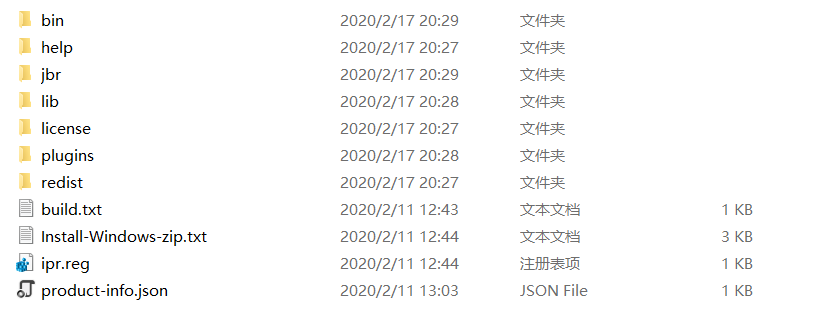 bin 2020/2/17 20:29 文件夹
help 2020/2/17 20:27 文件夹
jbr 2020/2/17 20:29 文件夹
lib 2020/2/17 20:28 文件夹
license 2020/2/17 20:27 文件夹
plugins 2020/2/17 20:28 文件夹
redist 2020/2/17 20:27 文件夹
build.txt 2020/2/11 12:43 文本文档 1 KB
Install-Windows-zip.txt 2020/2/11 12:44 文本文档 3 KB
ipr.reg 2020/2/11 12:44 注册表项 1 KB
product-info.json 2020/2/11 13:03 JSON File 1 KB